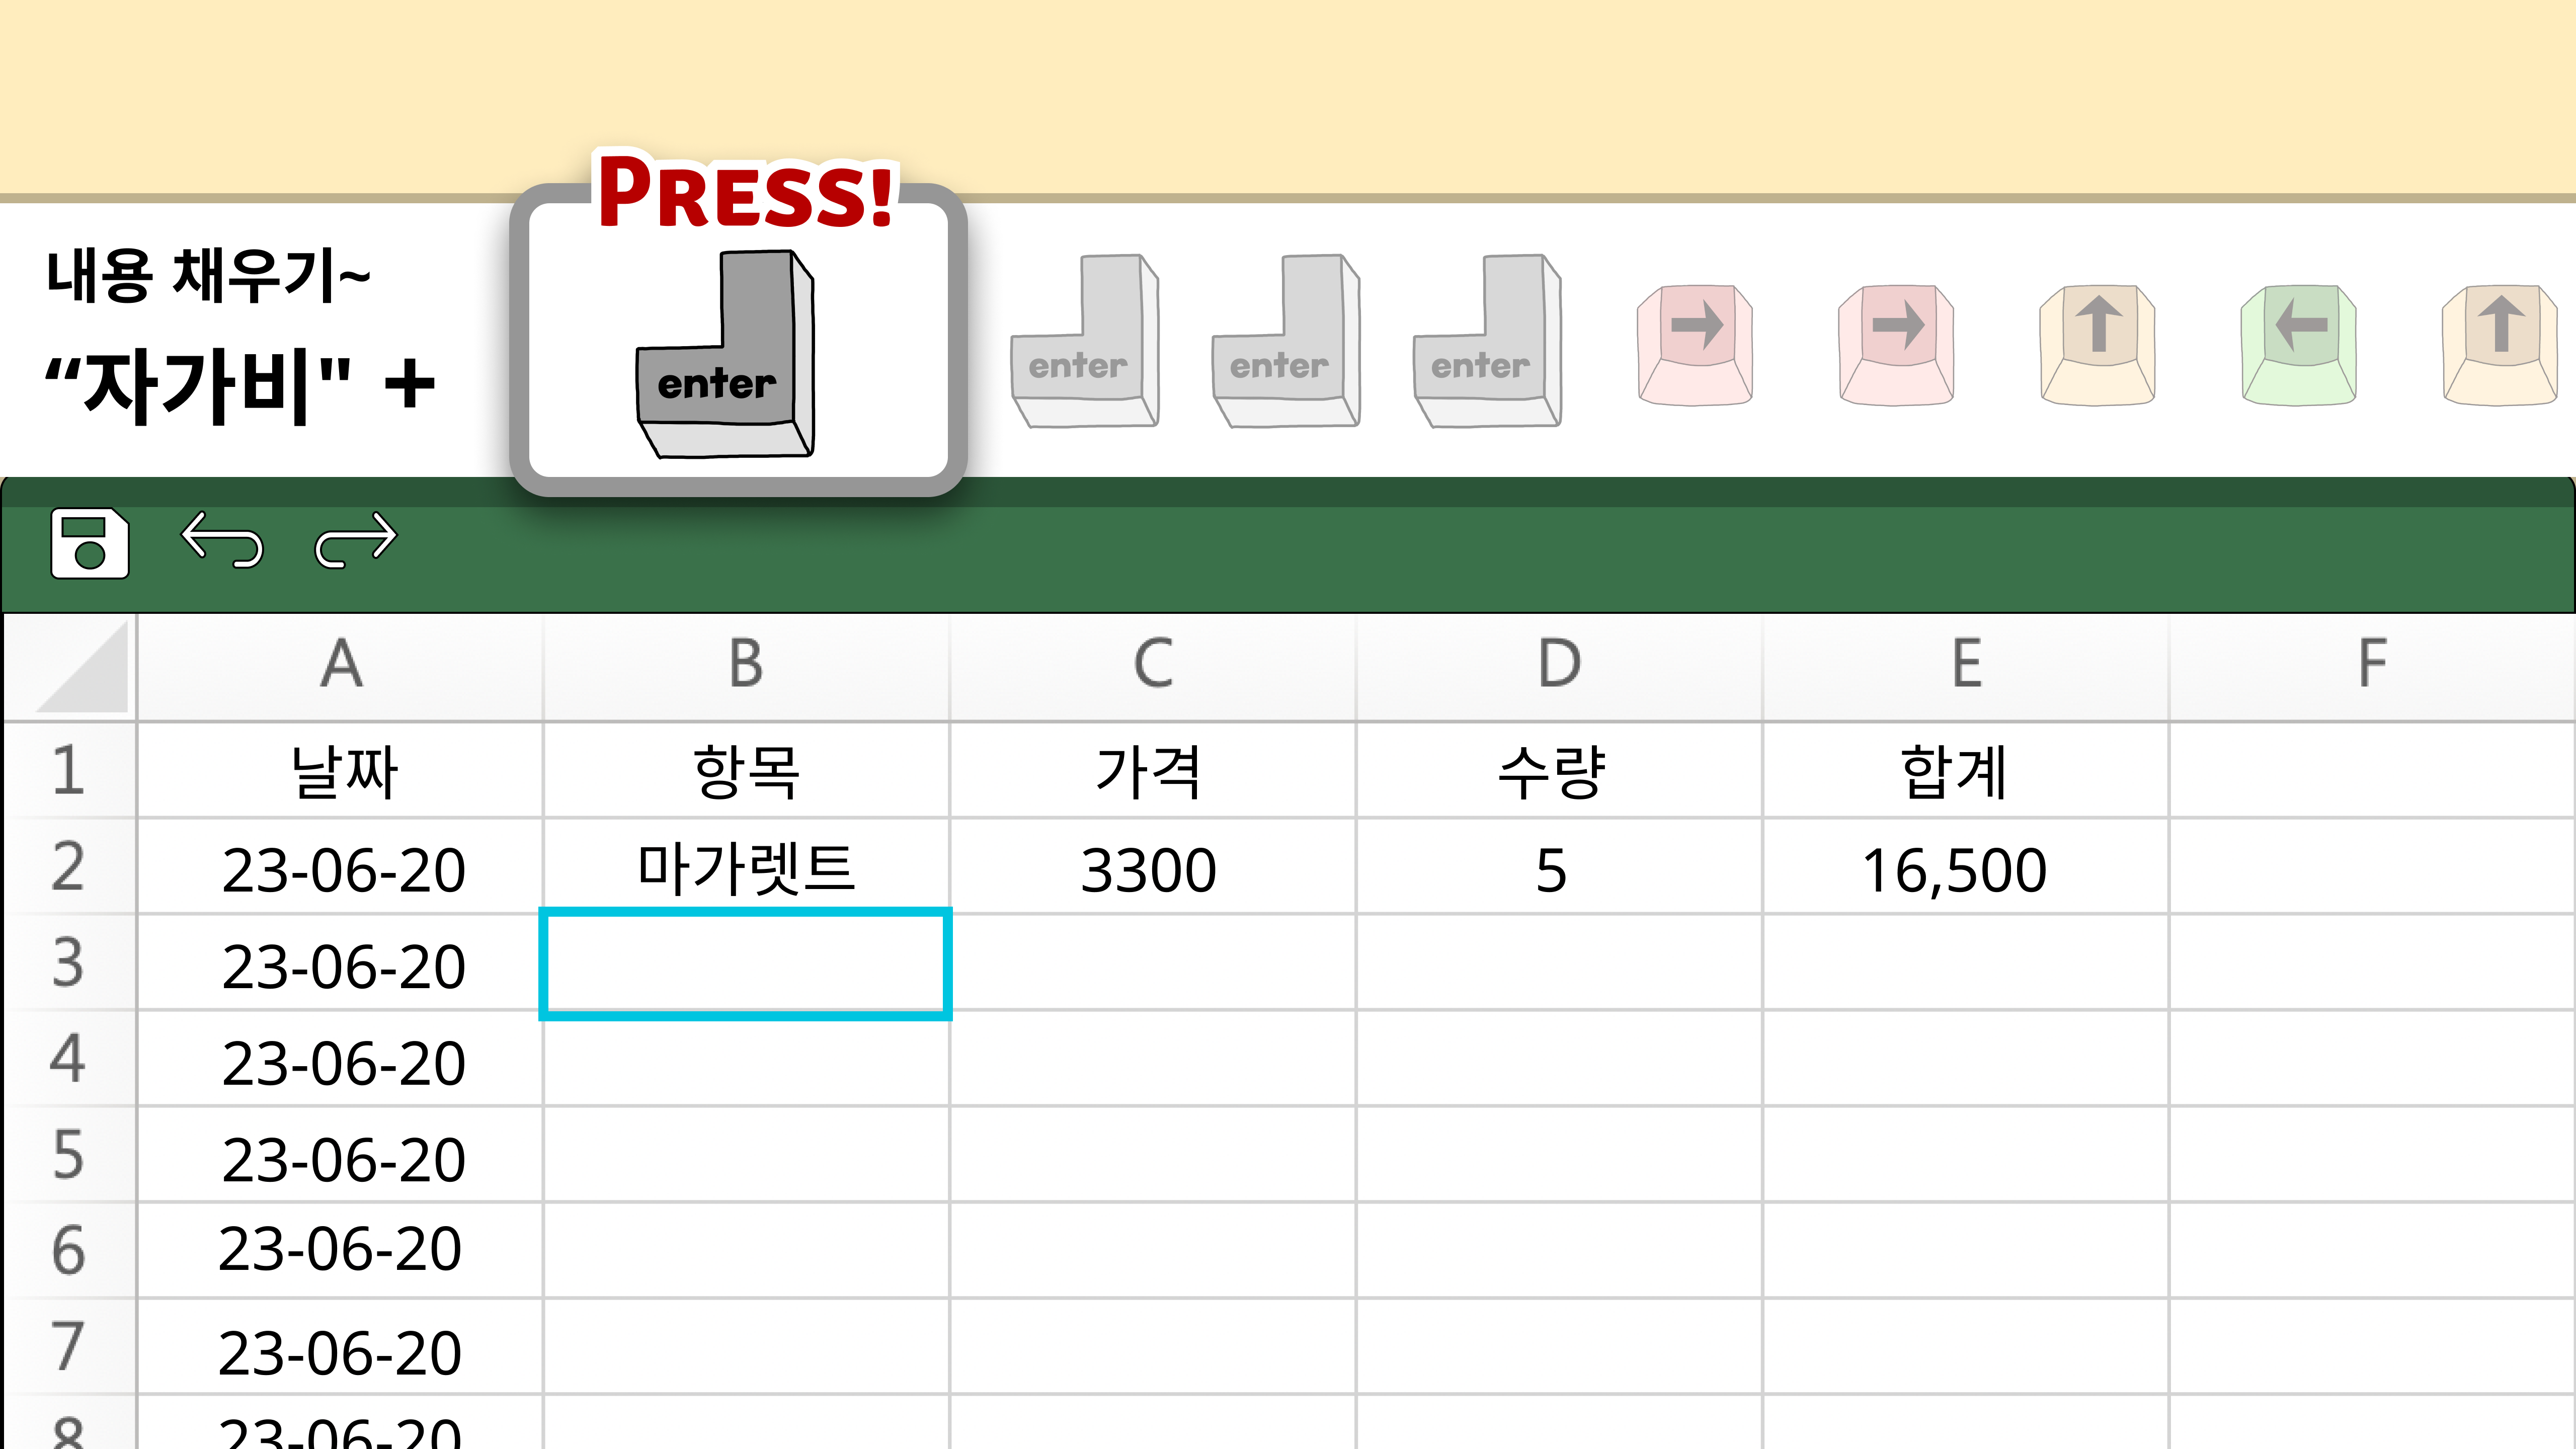 PRESS!
내용 채우기~
“자가비" +
enter
enter
enter
enter
A B C D E F
1 날짜 항목 가격 수량 합계
2 23-06-20 마가렛트 3300 5 16,500
3 23-06-20
4 23-06-20
5 23-06-20
6 23-06-20
7 23-06-20
8 23-06-20